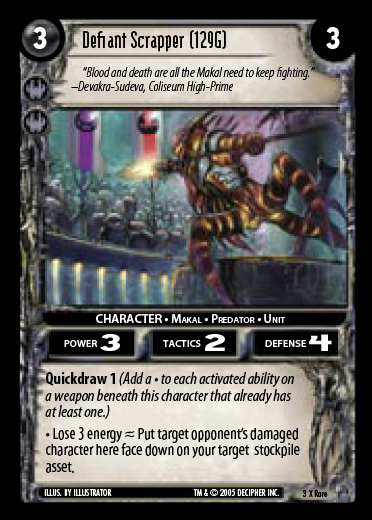 3 Defiant Scrapper (129G) 3
"Blood and death are all the Makal need to keep fighting."
–Devakra-Sudeva, Coliseum High-Prime
CHARACTER • MAKAL • PREDATOR • UNIT
POWER 3 TACTICS 2 DEFENSE 4
Quickdraw 1 (Add a • to each activated ability on
a weapon beneath this character that already has
at least one.)
• Lose 3 energy ≈ Put target opponent's damaged
character here face down on your target stockpile
asset.
ILLUS. BY ILLUSTRATOR TM & © 2005 DECIPHER INC. 3 X Rare